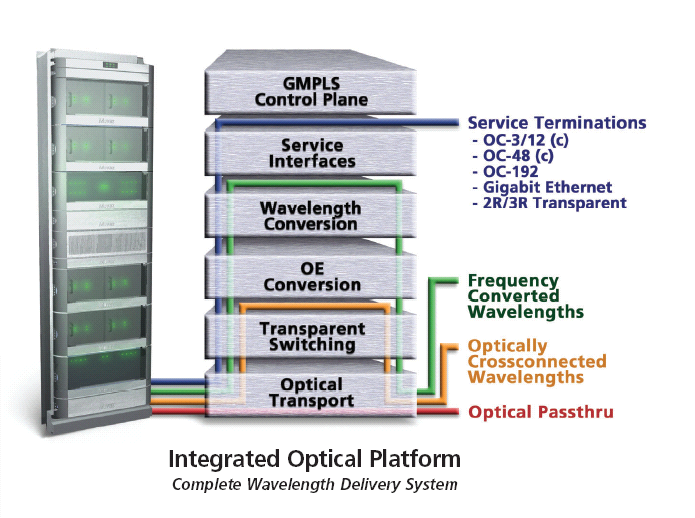 GMPLS
Control Plane
Service
Interfaces
Wavelength
Conversion
OE
Conversion
Transparent
Switching
Optical
Transport
Service Terminations
- OC-3/12 (c)
- OC-48 (c)
- OC-192
- Gigabit Ethernet
- 2R/3R Transparent
Frequency
Converted
Wavelengths
Optically
Crossconnected
Wavelengths
Optical Passthru
Integrated Optical Platform
Complete Wavelength Delivery System